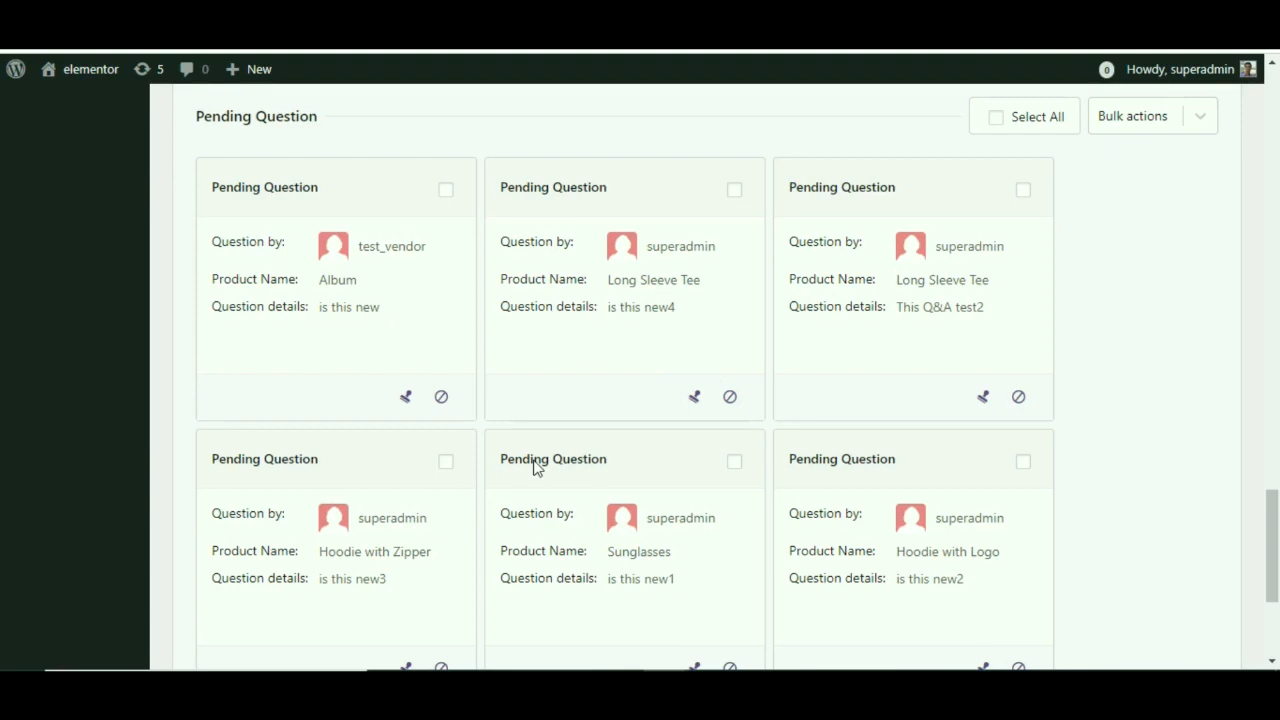 elementor 5 0 New 0 Howdy, superadmin
Pending Question Select All Bulk actions
Pending Question Pending Question Pending Question
Question by: test_vendor Question by: superadmin Question by: superadmin
Product Name: Album Product Name: Long Sleeve Tee Product Name: Long Sleeve Tee
Question details: is this new Question details: is this new4 Question details: This Q&A test2
Pending Question Pending Question Pending Question
Question by: superadmin Question by: superadmin Question by: superadmin
Product Name: Hoodie with Zipper Product Name: Sunglasses Product Name: Hoodie with Logo
Question details: is this new3 Question details: is this new1 Question details: is this new2